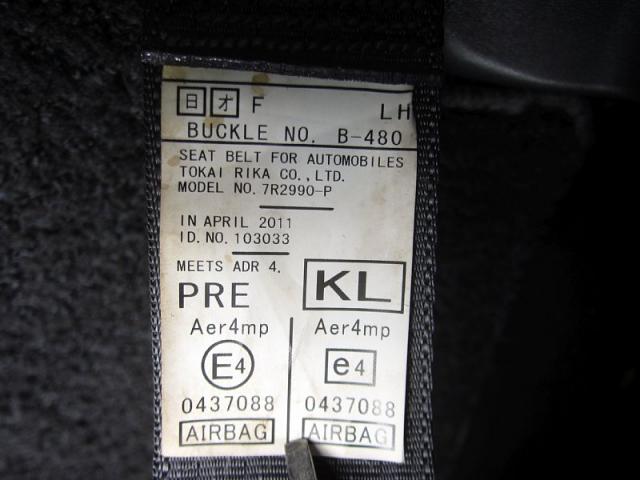 日 オ F LH
BUCKLE NO. B-480
SEAT BELT FOR AUTOMOBILES
TOKAI RIKA CO.,LTD.
MODEL NO. 7R2990-P
IN APRIL 2011
ID. NO. 103033
MEETS ADR 4.
PRE KL
Aer4mp Aer4mp
E4 e4
0437088 0437088
AIRBAG AIRBAG